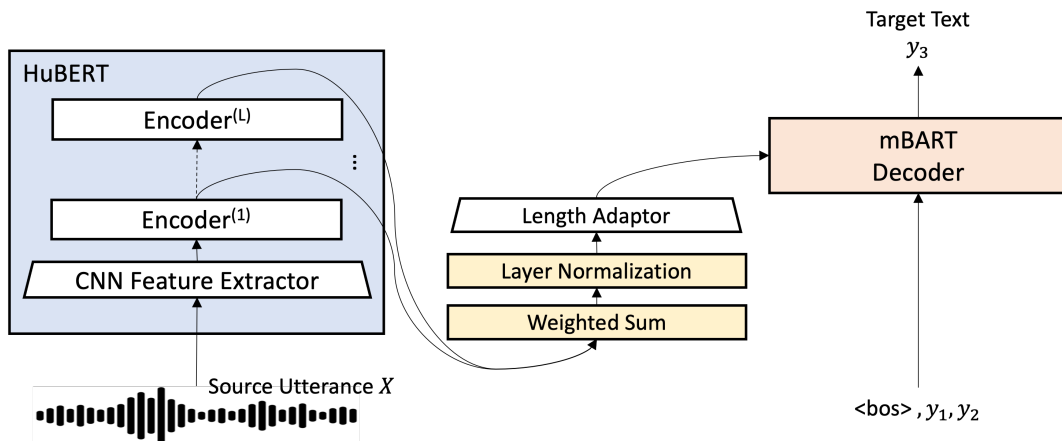 HuBERT
Encoder(L)
...
Encoder(1)
CNN Feature Extractor
Source Utterance X
Length Adaptor
Layer Normalization
Weighted Sum
Target Text
y3
mBART
Decoder
<bos> , y1, y2